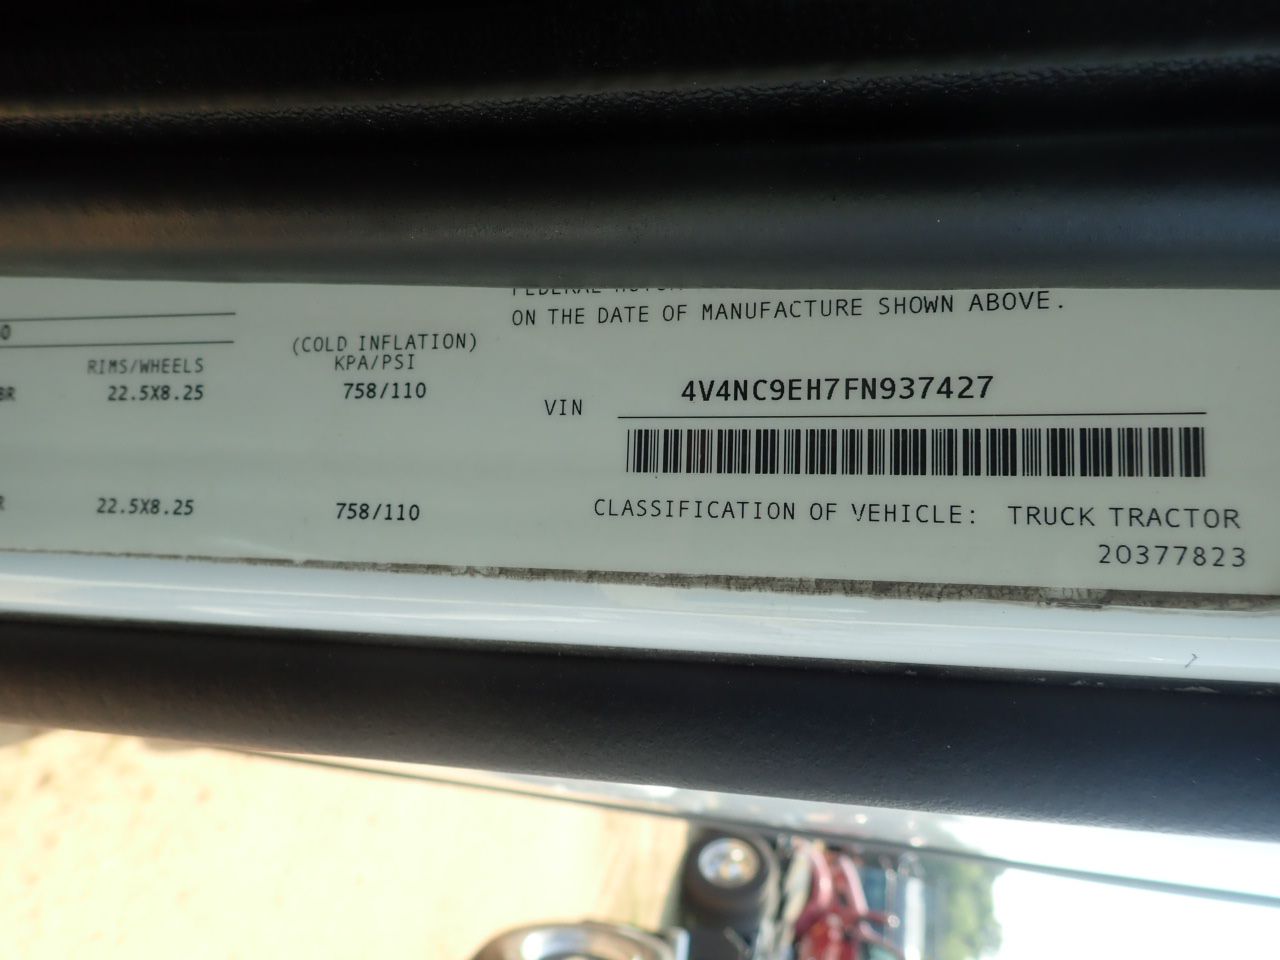 ON THE DATE OF MANUFACTURE SHOWN ABOVE.
(COLD INFLATION)
RIMS/WHEELS KPA/PSI
22.5X8.25 758/110
VIN 4V4NC9EH7FN937427
22.5X8.25 758/110
CLASSIFICATION OF VEHICLE: TRUCK TRACTOR
20377823